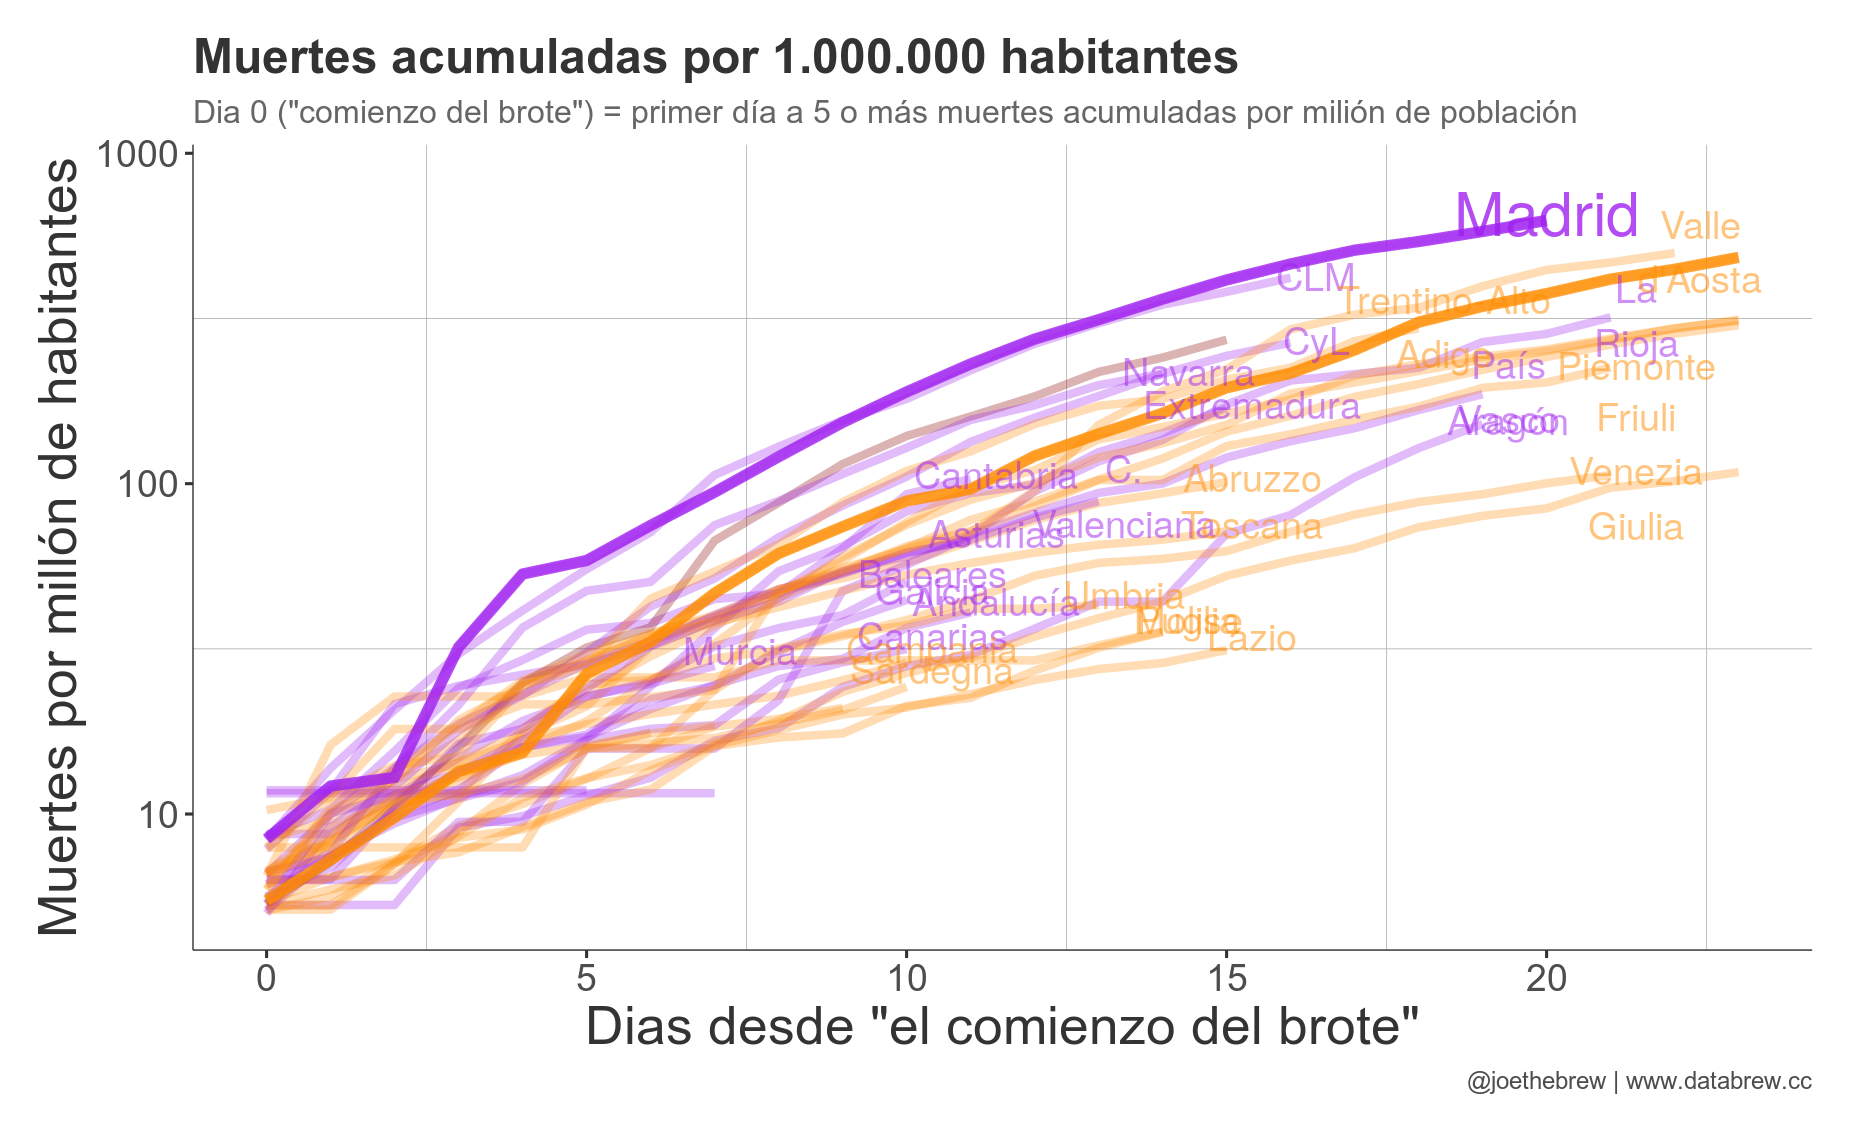 Muertes acumuladas por 1.000.000 habitantes
Dia 0 ("comienzo del brote") = primer día a 5 o más muertes acumuladas por milión de población
Muertes por millón de habitantes
1000
100
10
Madrid
Valle
d'Aosta
CLM
La
Rioja
Trentino Alto
Adige
CyL
País
Vasco
Piemonte
Navarra
Extremadura
Aragón
Friuli
Venezia
Giulia
Cantabria
C.
Valenciana
Abruzzo
Toscana
Asturias
Baleares
Galicia
Andalucía
Umbria
Molise
Puglia
Lazio
Canarias
Campania
Murcia
Sardegna
0 5 10 15 20
Dias desde "el comienzo del brote"
@joethebrew | www.databrew.cc